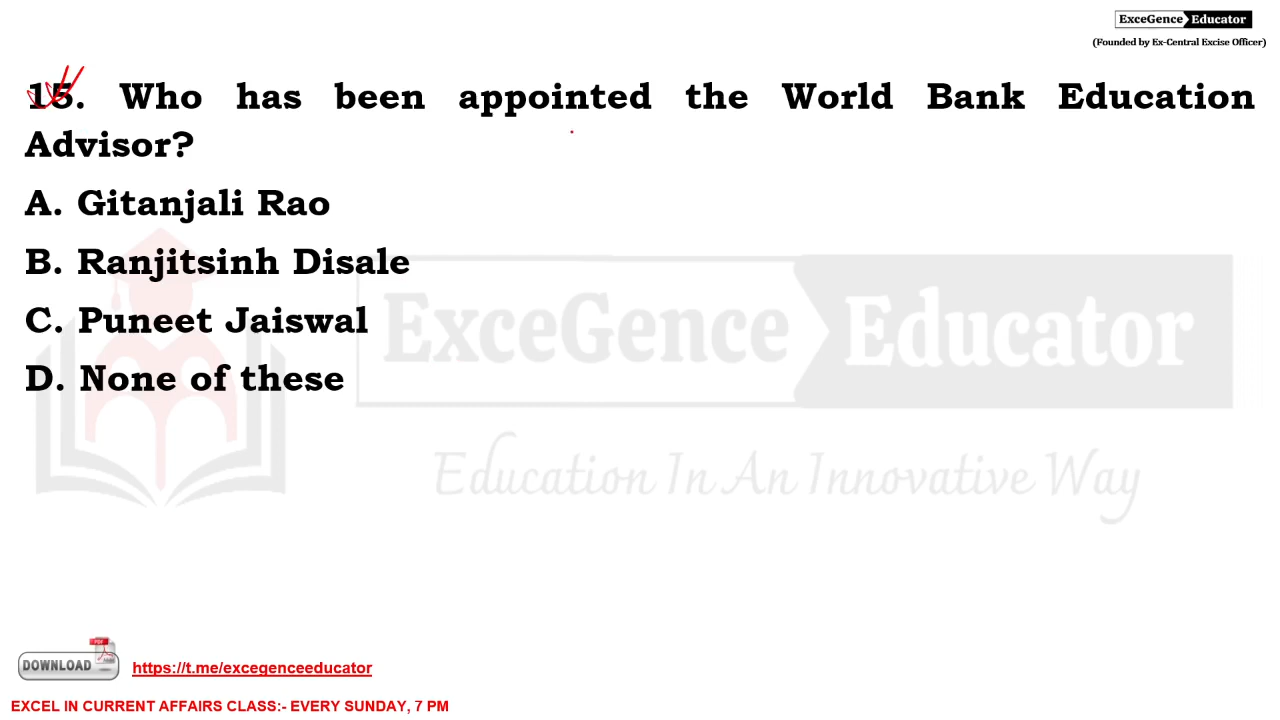 ExceGence Educator
(Founded by Ex-Central Excise Officer)
15. Who has been appointed the World Bank Education
Advisor?
A. Gitanjali Rao
B. Ranjitsinh Disale
C. Puneet Jaiswal
D. None of these
ExceGence Educator
Education In An Innovative Way
PDF
DOWNLOAD https://t.me/excegenceeducator
EXCEL IN CURRENT AFFAIRS CLASS:- EVERY SUNDAY, 7 PM